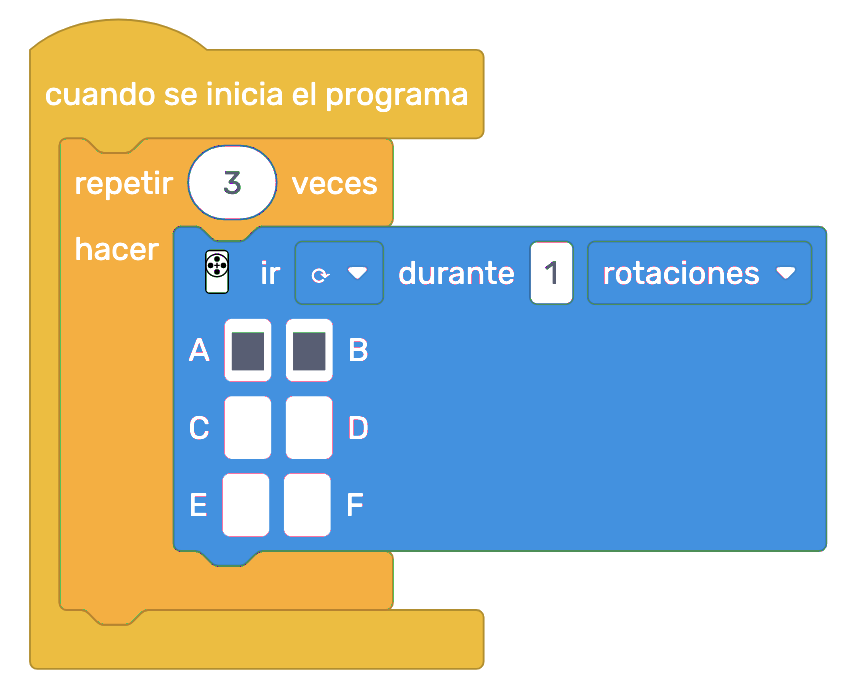 cuando se inicia el programa
repetir 3 veces
hacer
ir ⟳ durante 1 rotaciones
A B
C D
E F